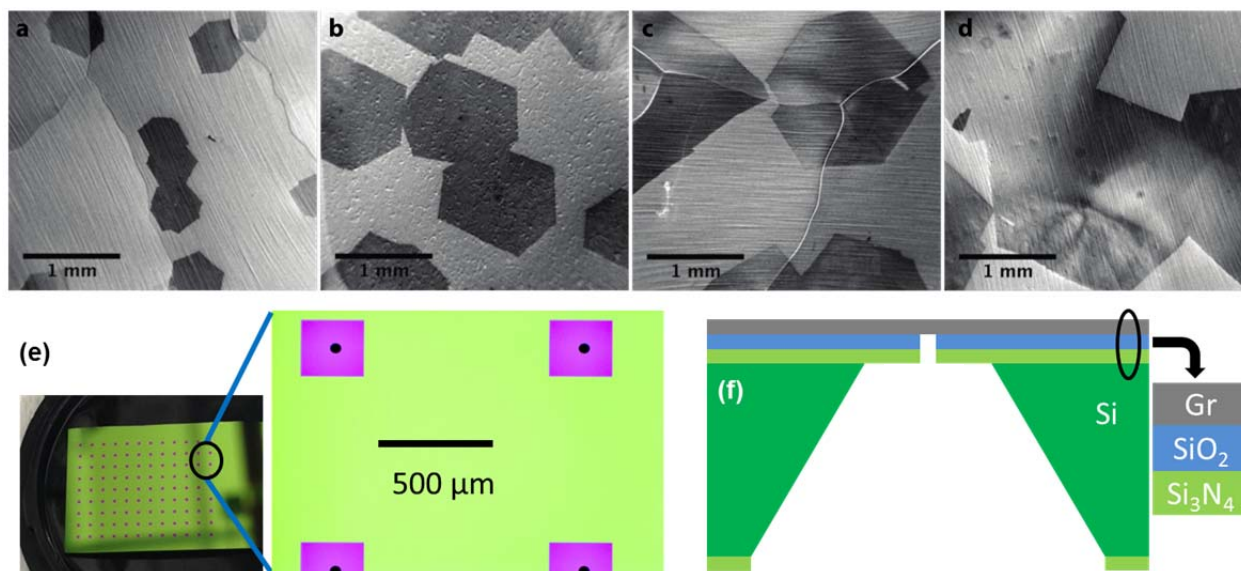 a
b
c
d
1 mm
1 mm
1 mm
1 mm
(e)
500 μm
(f)
Si
Gr
SiO₂
Si₃N₄